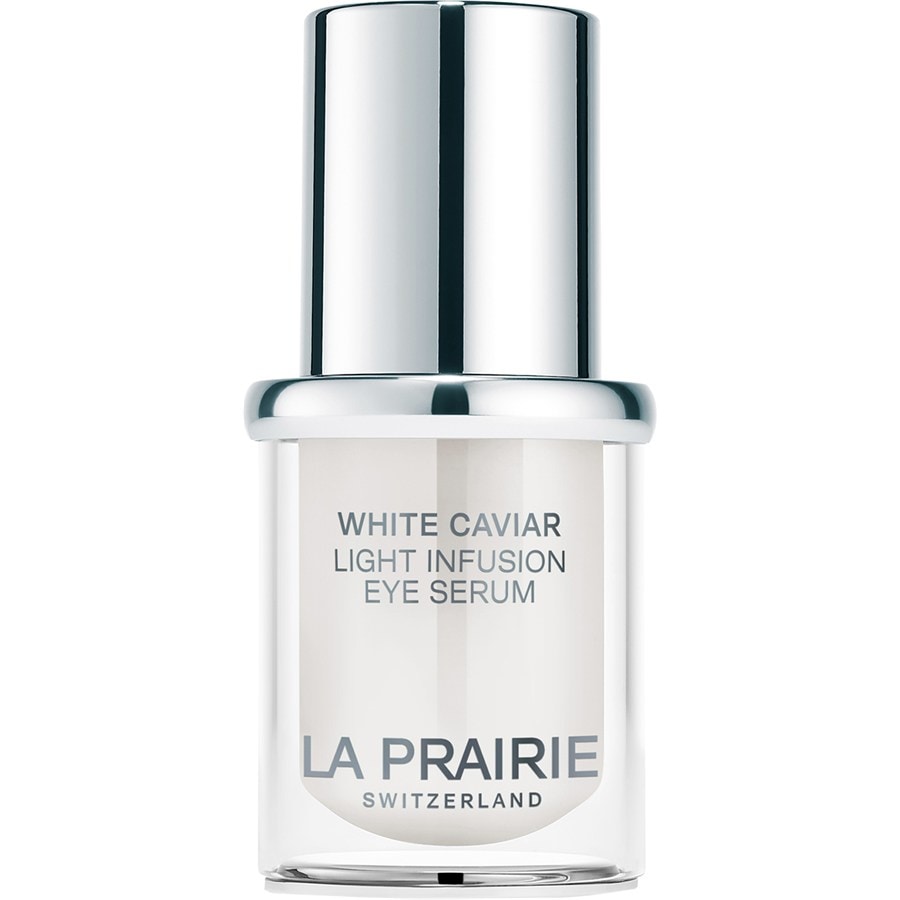 WHITE CAVIAR
LIGHT INFUSION
EYE SERUM
LA PRAIRIE
SWITZERLAND